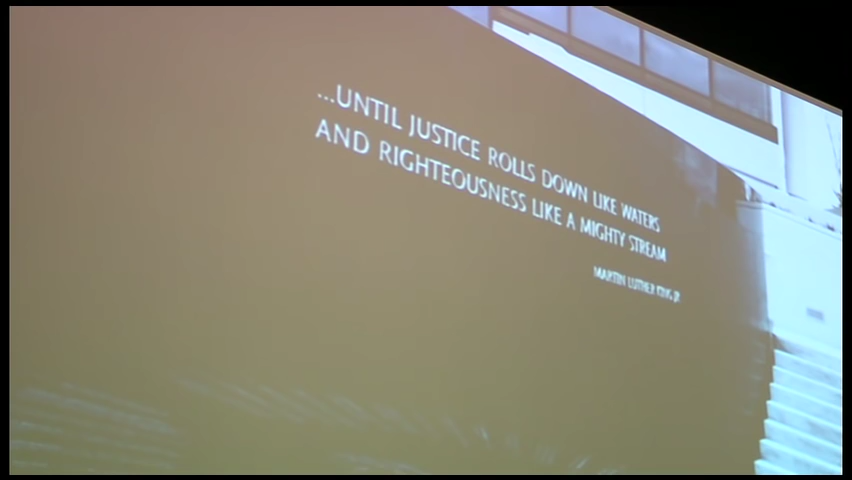 ...UNTIL JUSTICE ROLLS DOWN LIKE WATERS
AND RIGHTEOUSNESS LIKE A MIGHTY STREAM
MARTIN LUTHER KING JR